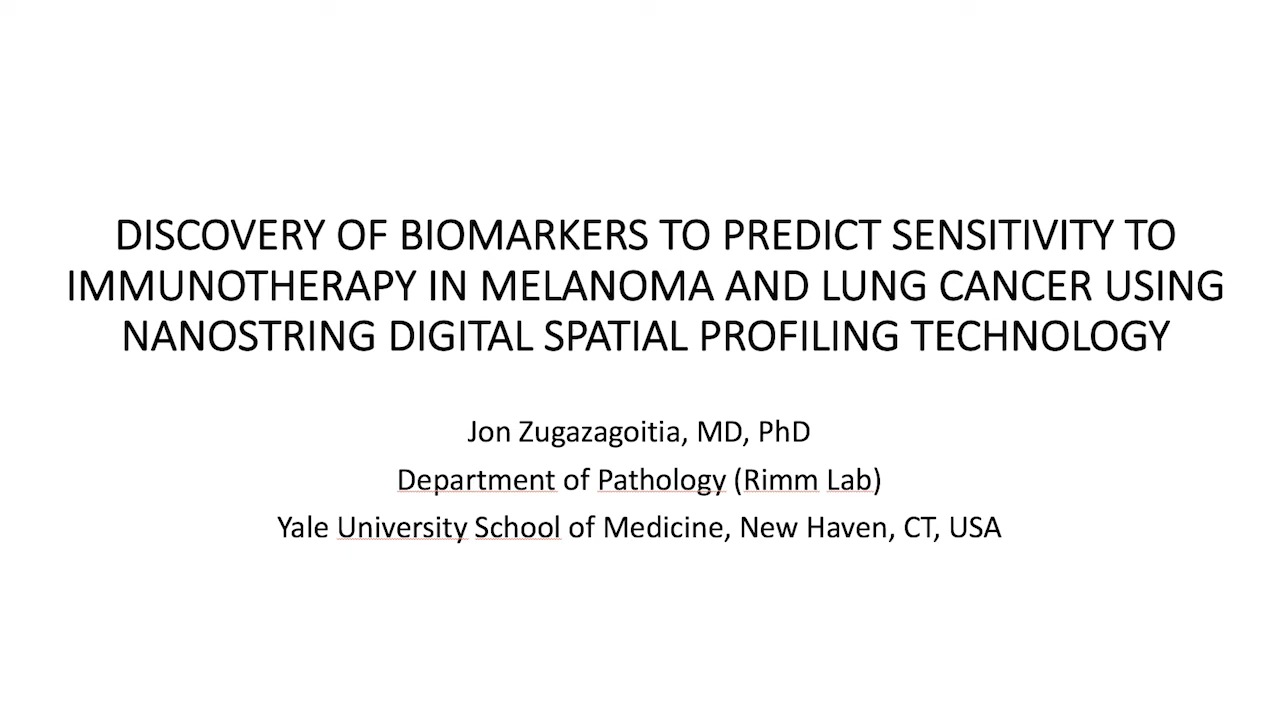 DISCOVERY OF BIOMARKERS TO PREDICT SENSITIVITY TO
IMMUNOTHERAPY IN MELANOMA AND LUNG CANCER USING
NANOSTRING DIGITAL SPATIAL PROFILING TECHNOLOGY
Jon Zugazagoitia, MD, PhD
Department of Pathology (Rimm Lab)
Yale University School of Medicine, New Haven, CT, USA